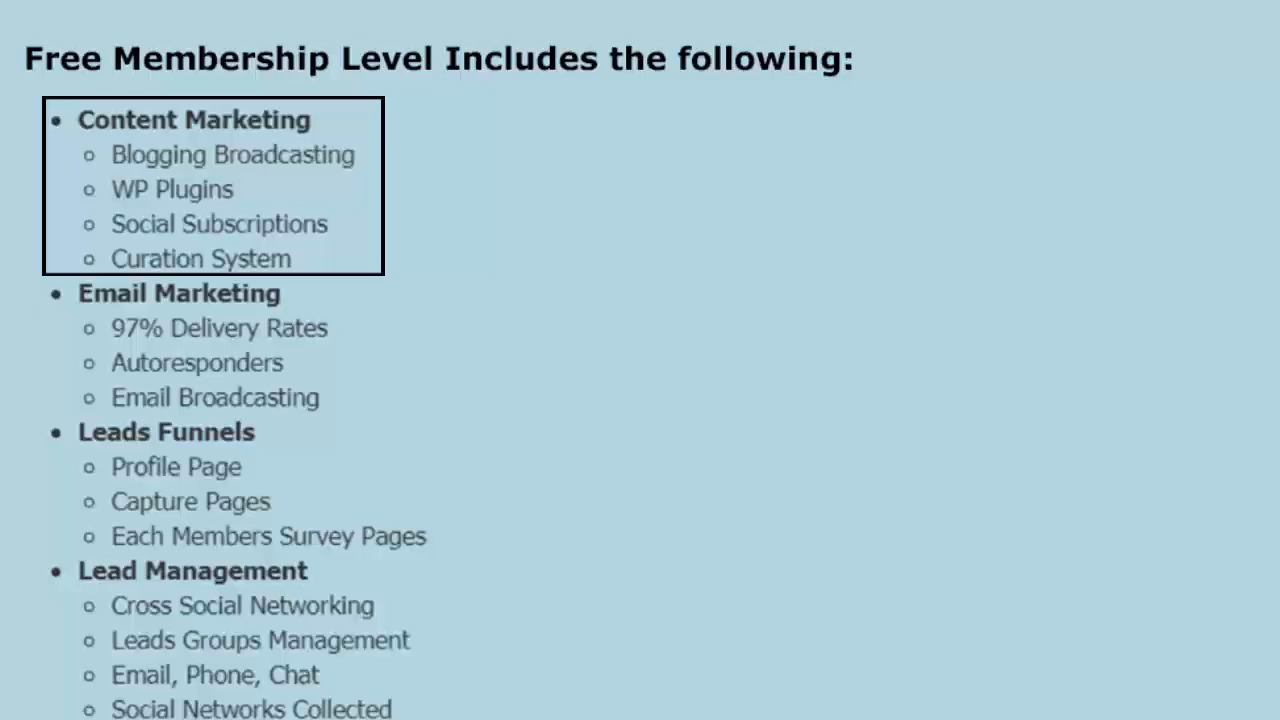 Free Membership Level Includes the following:
Content Marketing
Blogging Broadcasting
WP Plugins
Social Subscriptions
Curation System
Email Marketing
97% Delivery Rates
Autoresponders
Email Broadcasting
Leads Funnels
Profile Page
Capture Pages
Each Members Survey Pages
Lead Management
Cross Social Networking
Leads Groups Management
Email, Phone, Chat
Social Networks Collected